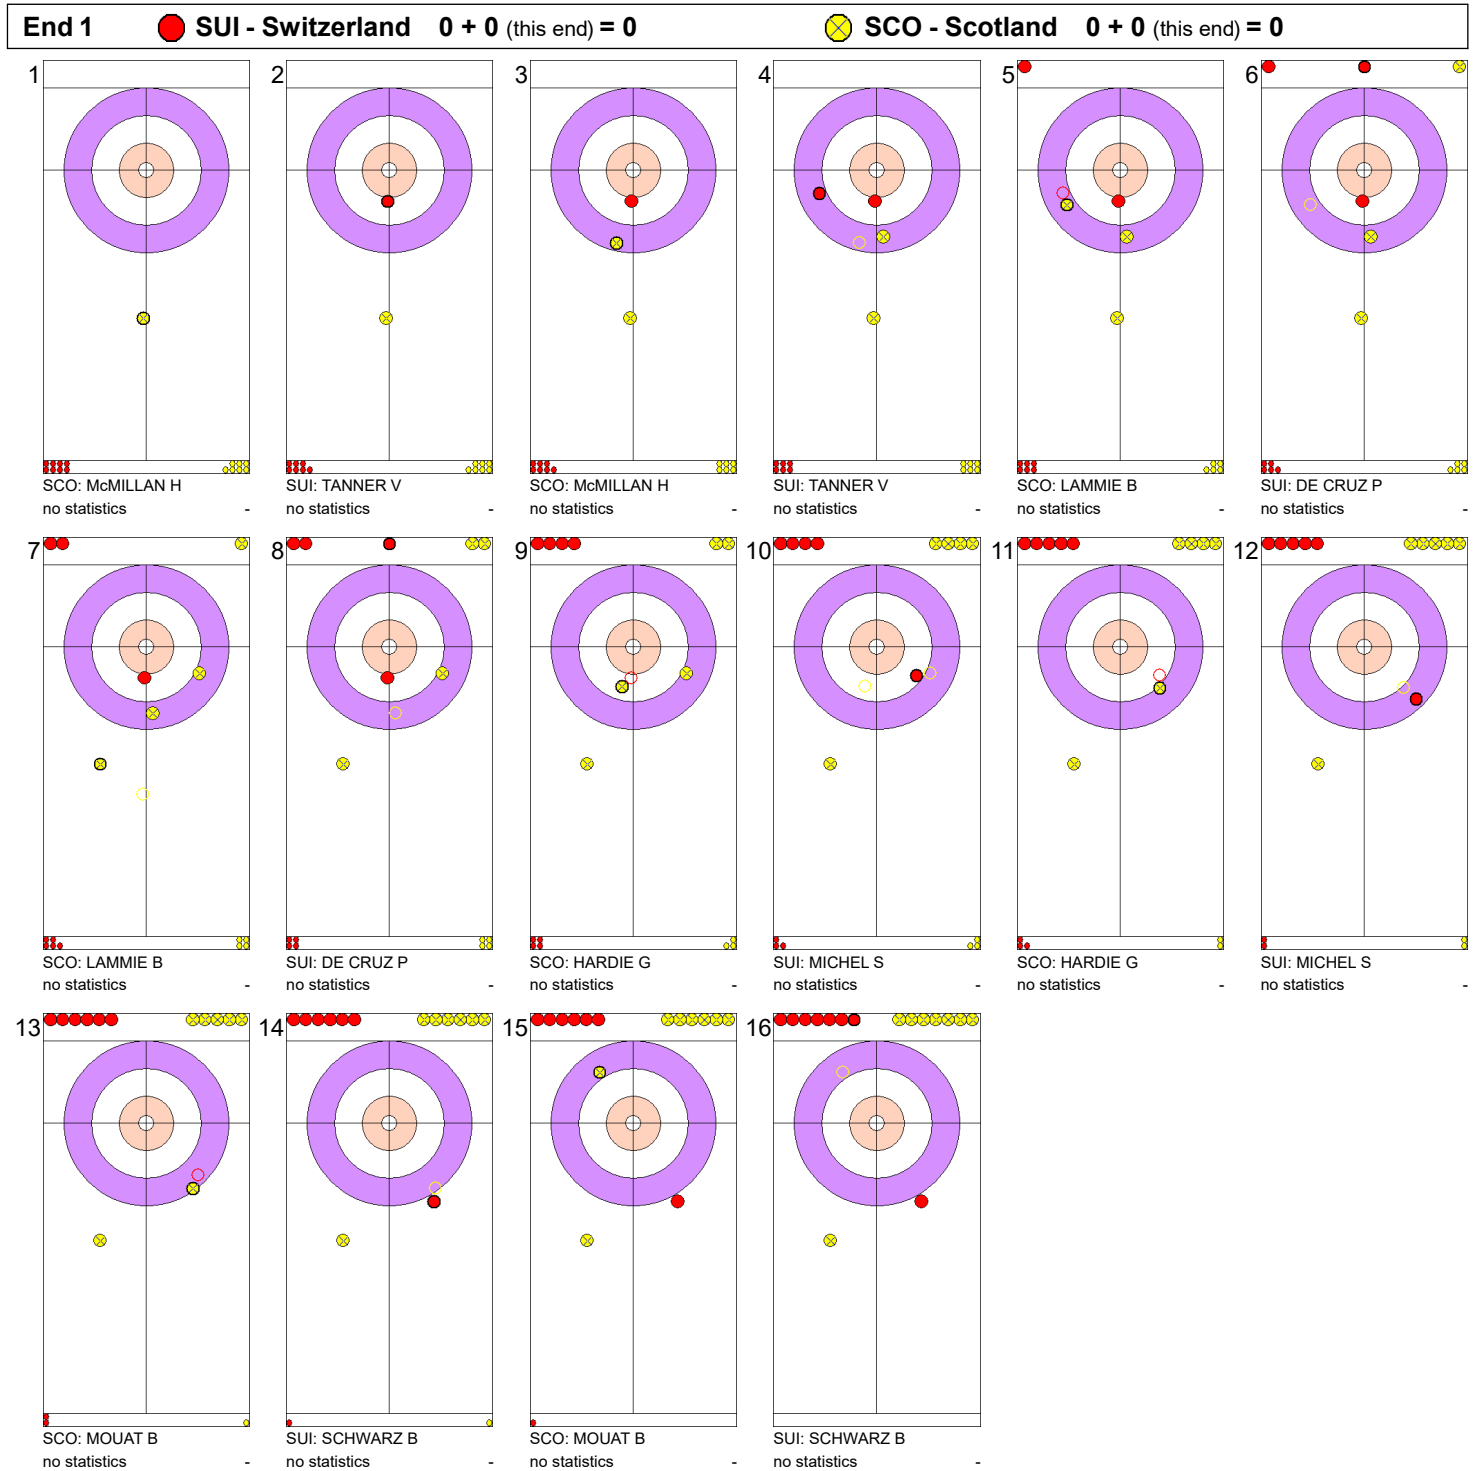 End 1 SUI - Switzerland 0 + 0 (this end) = 0 SCO - Scotland 0 + 0 (this end) = 0
1 2 3 4 5 6
SCO: McMILLAN H SUI: TANNER V SCO: McMILLAN H SUI: TANNER V SCO: LAMMIE B SUI: DE CRUZ P
no statistics - no statistics - no statistics - no statistics - no statistics - no statistics -
7 8 9 10 11 12
SCO: LAMMIE B SUI: DE CRUZ P SCO: HARDIE G SUI: MICHEL S SCO: HARDIE G SUI: MICHEL S
no statistics - no statistics - no statistics - no statistics - no statistics - no statistics -
13 14 15 16
SCO: MOUAT B SUI: SCHWARZ B SCO: MOUAT B SUI: SCHWARZ B
no statistics - no statistics - no statistics - no statistics -